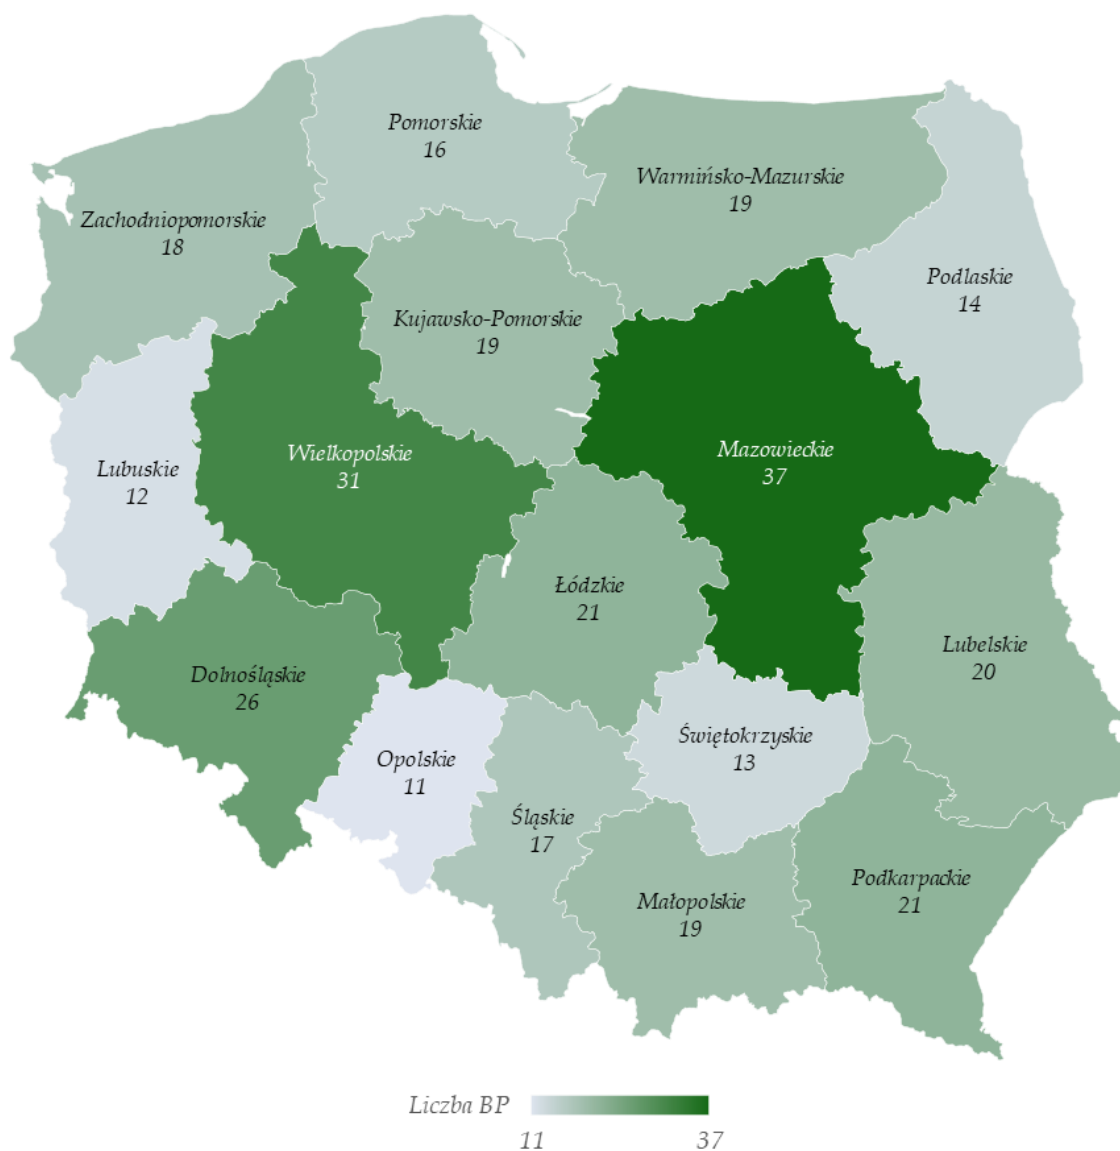 Pomorskie
16
Warmińsko-Mazurskie
19
Zachodniopomorskie
18
Podlaskie
14
Kujawsko-Pomorskie
19
Wielkopolskie
31
Mazowieckie
37
Lubuskie
12
Łódzkie
21
Lubelskie
20
Dolnośląskie
26
Świętokrzyskie
13
Opolskie
11
Śląskie
17
Podkarpackie
21
Małopolskie
19
Liczba BP
11
37